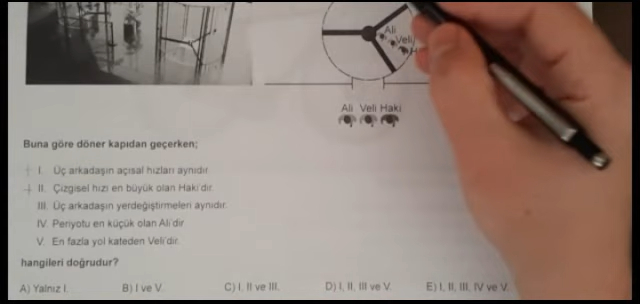 Ali
Veli
H
Ali Veli Haki
Buna göre döner kapıdan geçerken;
I. Üç arkadaşın açısal hızları aynıdır.
II. Çizgisel hızı en büyük olan Haki'dir.
III. Üç arkadaşın yerdeğiştirmeleri aynıdır.
IV. Periyotu en küçük olan Ali'dir
V. En fazla yol kateden Veli'dir.
hangileri doğrudur?
A) Yalnız I. B) I ve V. C) I, II ve III. D) I, II, III ve V. E) I, II, III, IV ve V.